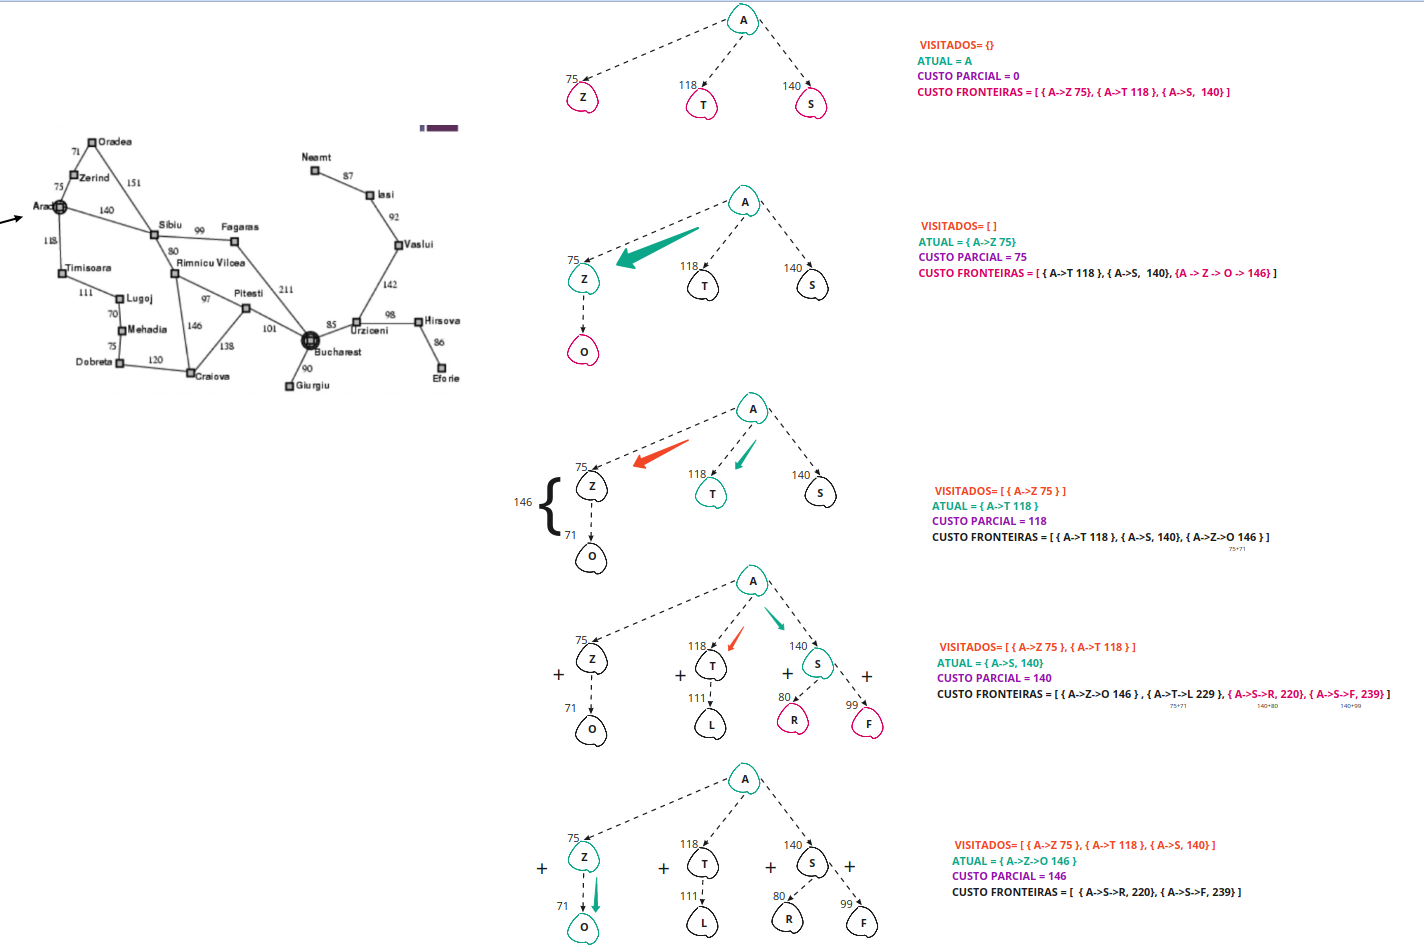 Oradea
71
Zerind
151
75
Arad
140
118
Sibiu
99
Fagaras
80
Rimnicu Vilcea
Timisoara
111
Lugoj
70
Mehadia
75
Dobreta
120
Craiova
97
Pitesti
211
146
138
101
Bucharest
90
Giurgiu
85
Urziceni
98
Hirsova
86
Eforie
142
Vaslui
92
Iasi
87
Neamt
A
75
118
140
Z
T
S
VISITADOS= {}
ATUAL = A
CUSTO PARCIAL = 0
CUSTO FRONTEIRAS = [ { A->Z 75}, { A->T 118 }, { A->S, 140} ]
A
75
118
140
Z
T
S
O
VISITADOS= [ ]
ATUAL = { A->Z 75}
CUSTO PARCIAL = 75
CUSTO FRONTEIRAS = [ { A->T 118 }, { A->S, 140}, {A -> Z -> O -> 146} ]
A
75
118
140
Z
T
S
146 {
71
O
VISITADOS= [ { A->Z 75 } ]
ATUAL = { A->T 118 }
CUSTO PARCIAL = 118
CUSTO FRONTEIRAS = [ { A->T 118 }, { A->S, 140}, { A->Z->O 146 } ]
75+71
A
75
118
140
Z
T
S
+ + + +
71
111
80
99
O
L
R
F
VISITADOS= [ { A->Z 75 }, { A->T 118 } ]
ATUAL = { A->S, 140}
CUSTO PARCIAL = 140
CUSTO FRONTEIRAS = [ { A->Z->O 146 } , { A->T->L 229 }, { A->S->R, 220}, { A->S->F, 239} ]
75+71 140+80 140+99
A
75
118
140
Z
T
S
+ + + +
71
111
80
99
O
L
R
F
VISITADOS= [ { A->Z 75 }, { A->T 118 }, { A->S, 140} ]
ATUAL = { A->Z->O 146 }
CUSTO PARCIAL = 146
CUSTO FRONTEIRAS = [ { A->S->R, 220}, { A->S->F, 239} ]